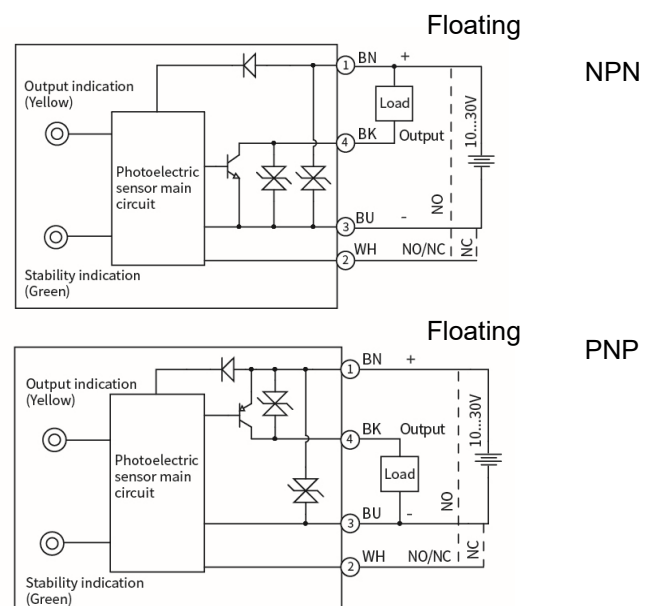 Floating
NPN
Output indication
(Yellow)
Photoelectric
sensor main
circuit
Stability indication
(Green)
1 BN +
Load
4 BK Output
10...30V
NO
3 BU -
2 WH NO/NC NC
Floating
PNP
Output indication
(Yellow)
Photoelectric
sensor main
circuit
Stability indication
(Green)
1 BN +
4 BK Output
10...30V
Load
NO
3 BU -
2 WH NO/NC NC